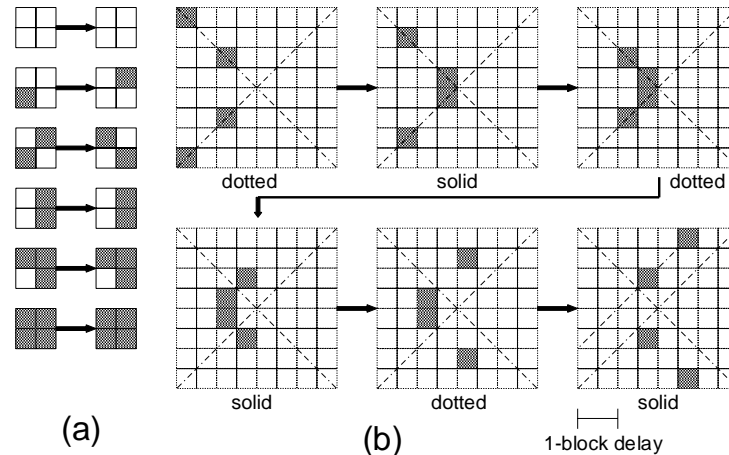 dotted
solid
dotted
solid
dotted
solid
(a)
(b)
1-block delay